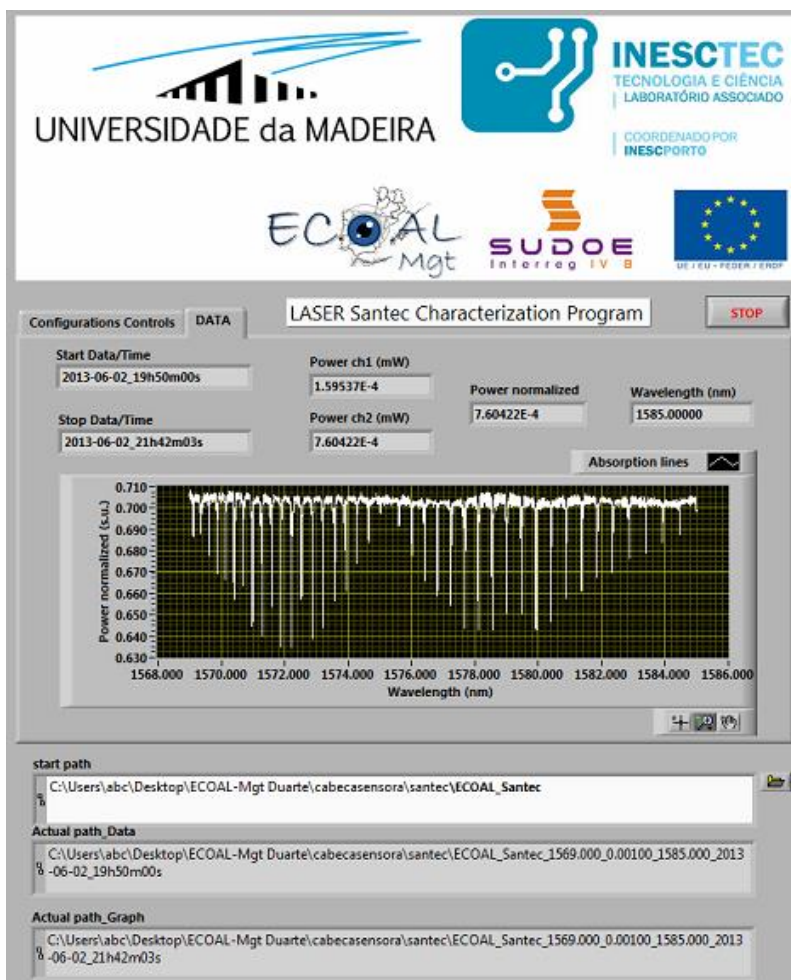 UNIVERSIDADE da MADEIRA
INESCTEC
TECNOLOGIA E CIÊNCIA
LABORATÓRIO ASSOCIADO
COORDENADO POR
INESCPORTO
ECOAL
Mgt
SUDOE
Interreg IV B
UE / EU - FEDER / ERDF
Configurations Controls
DATA
LASER Santec Characterization Program
STOP
Start Data/Time
2013-06-02_19h50m00s
Power ch1 (mW)
1.59537E-4
Power normalized
7.60422E-4
Wavelength (nm)
1585.00000
Stop Data/Time
2013-06-02_21h42m03s
Power ch2 (mW)
7.60422E-4
Absorption lines
Power normalized (s.u.)
0.710
0.700
0.690
0.680
0.670
0.660
0.650
0.640
0.630
1568.000 1570.000 1572.000 1574.000 1576.000 1578.000 1580.000 1582.000 1584.000 1586.000
Wavelength (nm)
start path
C:\Users\abc\Desktop\ECOAL-Mgt Duarte\cabecasensora\santec\ECOAL_Santec
Actual path_Data
C:\Users\abc\Desktop\ECOAL-Mgt Duarte\cabecasensora\santec\ECOAL_Santec_1569.000_0.00100_1585.000_2013
-06-02_19h50m00s
Actual path_Graph
C:\Users\abc\Desktop\ECOAL-Mgt Duarte\cabecasensora\santec\ECOAL_Santec_1569.000_0.00100_1585.000_2013
-06-02_21h42m03s